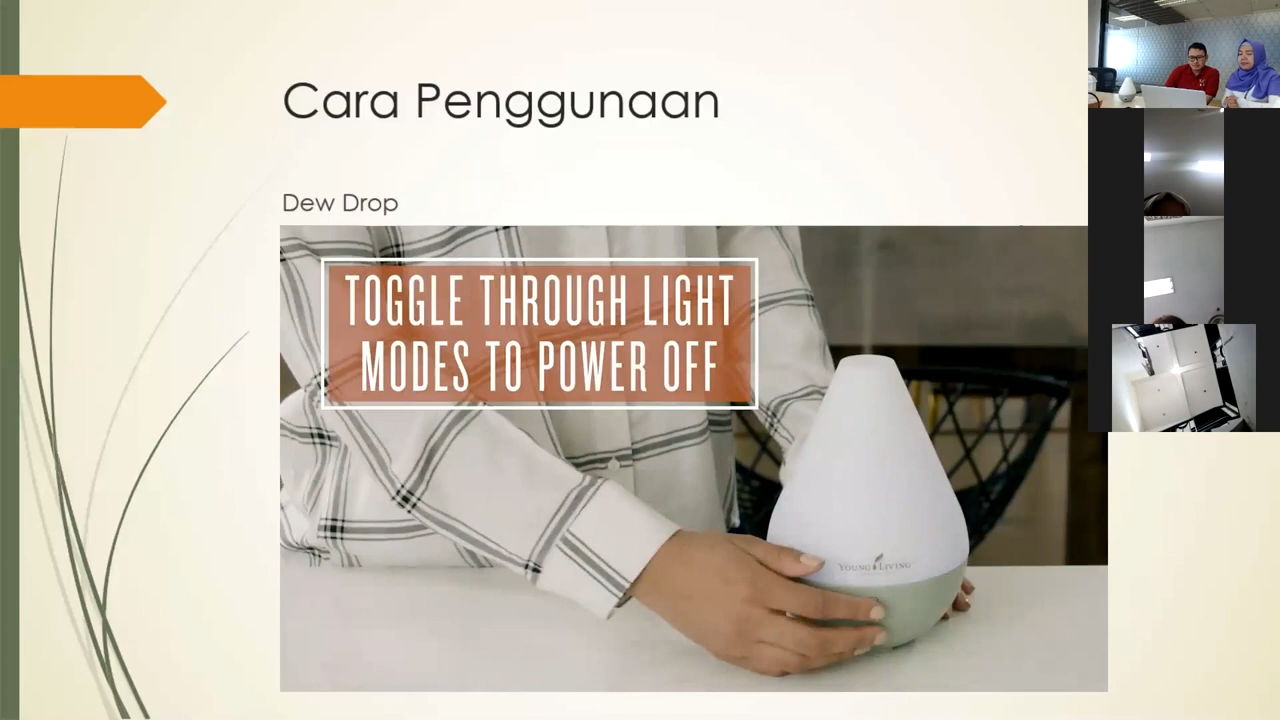 Cara Penggunaan
Dew Drop
TOGGLE THROUGH LIGHT
MODES TO POWER OFF
YOUNG LIVING